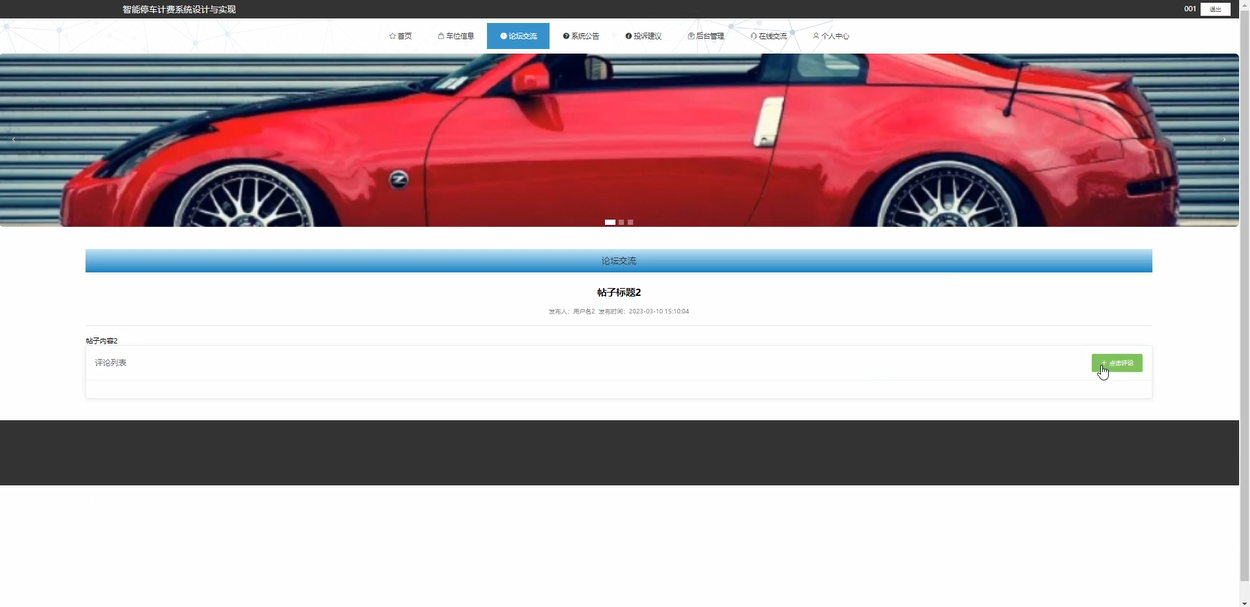 智能停车计费系统设计与实现
001 退出
首页 车位信息 论坛交流 系统公告 投诉建议 后台管理 在线交流 个人中心
论坛交流
帖子标题2
发布人：用户名2 发布时间：2023-03-10 15:10:04
帖子内容2
评论列表
+ 点击评论